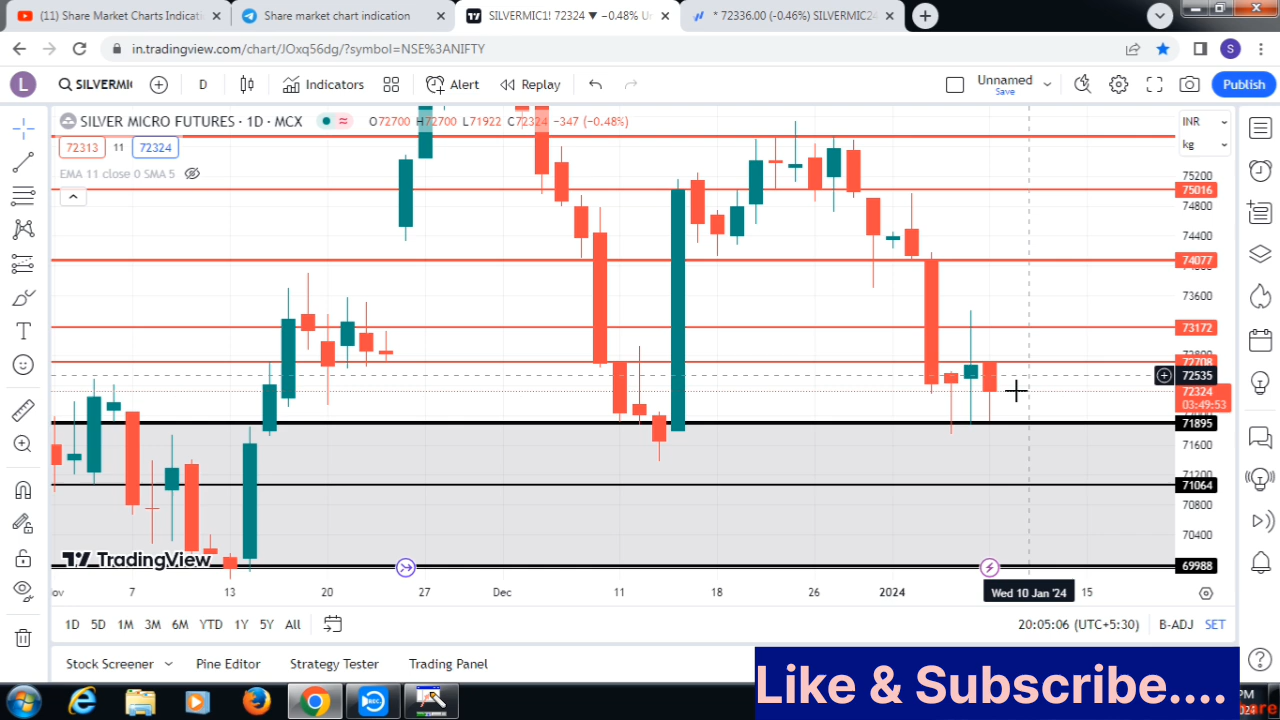 (11) Share Market Charts Indicati
Share market chart indication
SILVERMIC1! 72324 ▼ −0.48% Un
* 72336.00 (-0.46%) SILVERMIC24
in.tradingview.com/chart/JOxq56dg/?symbol=NSE%3ANIFTY
S
L
SILVERMIC
D
Indicators
Alert
Replay
Unnamed
Save
Publish
SILVER MICRO FUTURES · 1D · MCX
O72700 H72700 L71922 C72324 −347 (−0.48%)
INR
kg
72313
11
72324
EMA 11 close 0 SMA 5
75200
75016
74800
74400
74077
73600
73172
72708
72535
72324
03:49:53
71895
71600
71200
71064
70800
70400
69988
TradingView
7
13
20
27
Dec
11
18
26
2024
Wed 10 Jan '24
15
1D
5D
1M
3M
6M
YTD
1Y
5Y
All
20:05:06 (UTC+5:30)
B-ADJ
SET
Stock Screener
Pine Editor
Strategy Tester
Trading Panel
Like & Subscribe....
REC
PM